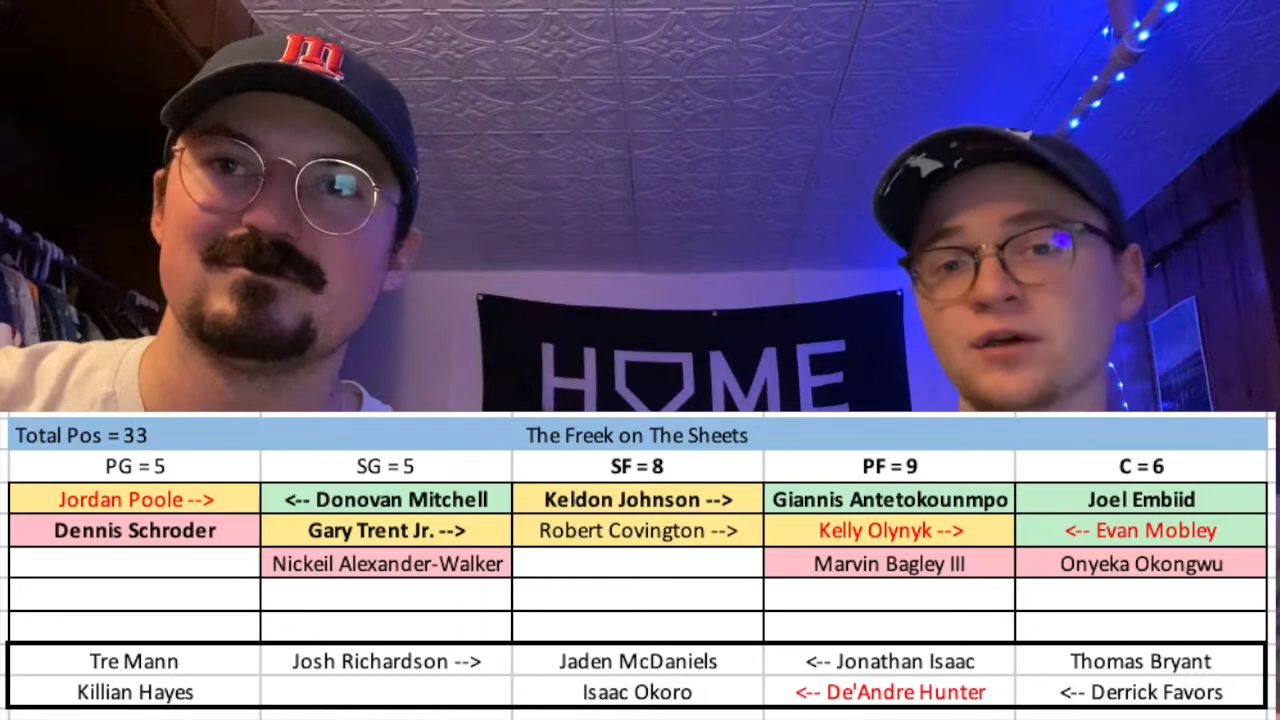 m
HOME
Total Pos = 33 The Freek on The Sheets
PG = 5 SG = 5 SF = 8 PF = 9 C = 6
Jordan Poole --> <-- Donovan Mitchell Keldon Johnson --> Giannis Antetokounmpo Joel Embiid
Dennis Schroder Gary Trent Jr. --> Robert Covington --> Kelly Olynyk --> <-- Evan Mobley
Nickeil Alexander-Walker Marvin Bagley III Onyeka Okongwu
Tre Mann Josh Richardson --> Jaden McDaniels <-- Jonathan Isaac Thomas Bryant
Killian Hayes Isaac Okoro <-- De'Andre Hunter <-- Derrick Favors